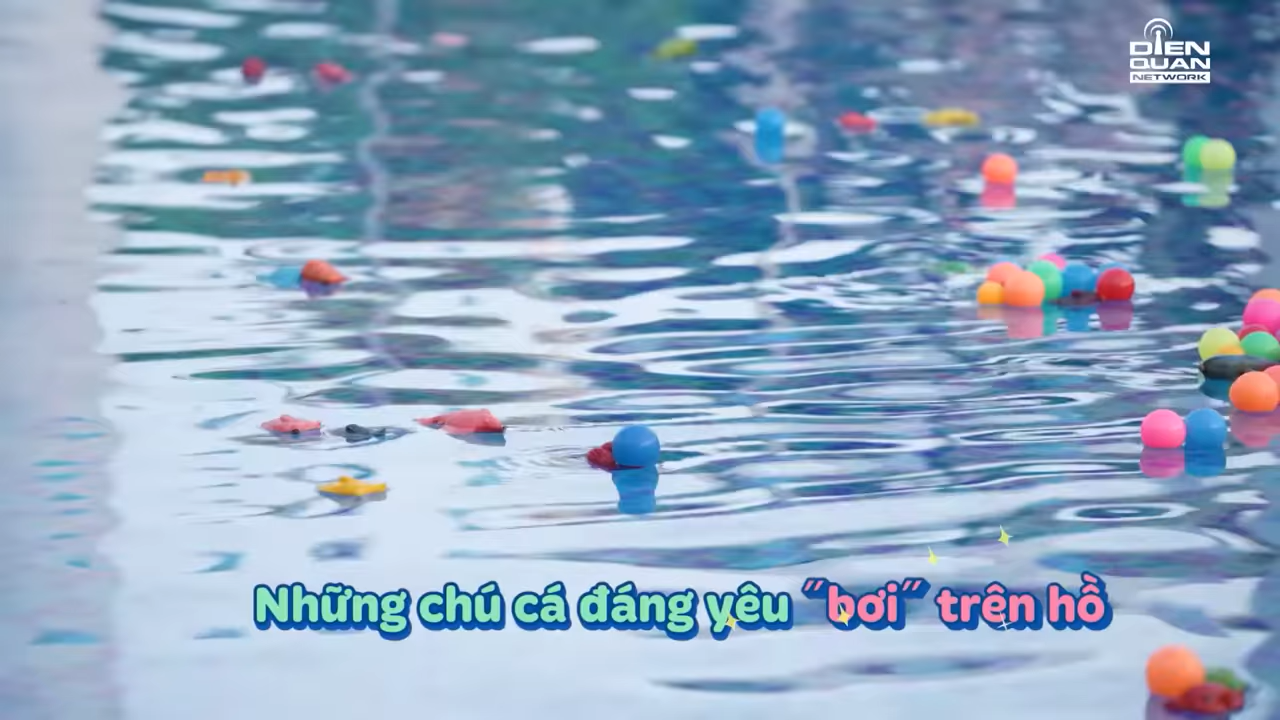 DIEN
QUAN
NETWORK
Những chú cá đáng yêu "bơi" trên hồ